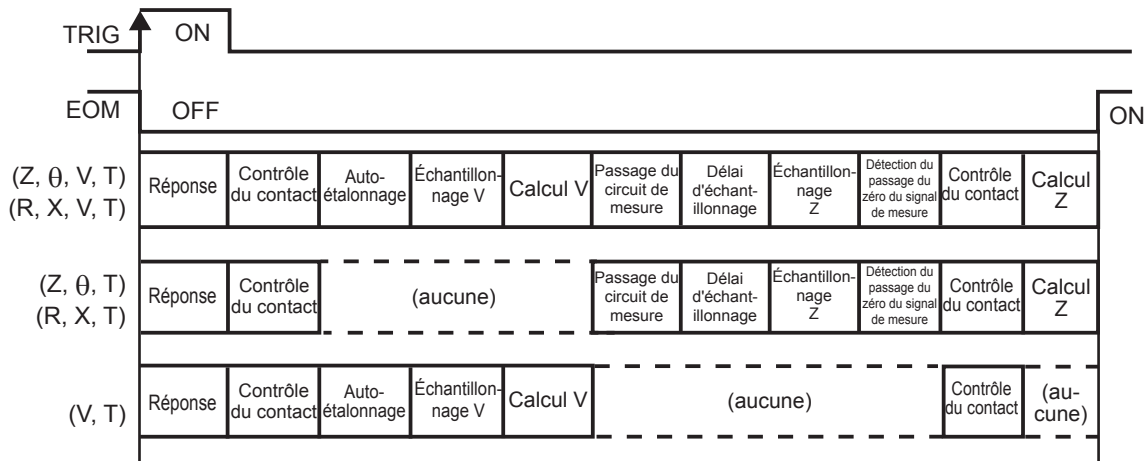 TRIG ON
EOM OFF ON
(Z, θ, V, T)
(R, X, V, T)
Réponse
Contrôle
du contact
Auto-
étalonnage
Échantillon-
nage V
Calcul V
Passage du
circuit de
mesure
Délai
d'échant-
illonnage
Échantillon-
nage
Z
Détection du
passage du
zéro du signal
de mesure
Contrôle
du contact
Calcul
Z
(Z, θ, T)
(R, X, T)
Réponse
Contrôle
du contact
(aucune)
Passage du
circuit de
mesure
Délai
d'échant-
illonnage
Échantillon-
nage
Z
Détection du
passage du
zéro du signal
de mesure
Contrôle
du contact
Calcul
Z
(V, T)
Réponse
Contrôle
du contact
Auto-
étalonnage
Échantillon-
nage V
Calcul V
(aucune)
Contrôle
du contact
(au-
cune)